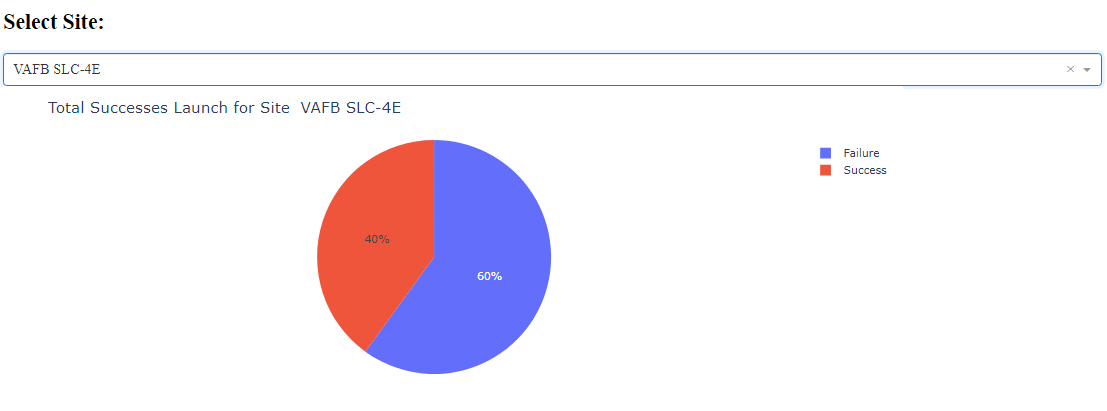 Select Site:
VAFB SLC-4E
Total Successes Launch for Site  VAFB SLC-4E
Failure
Success
40%
60%